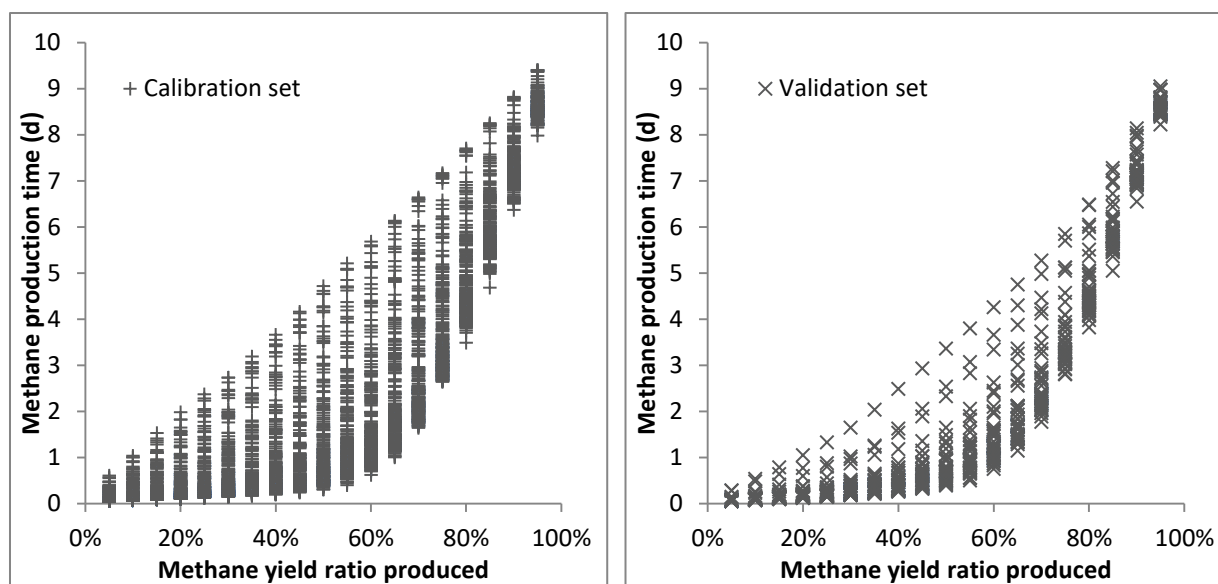 10
9
8
7
6
5
4
3
2
1
0
Methane production time (d)
Calibration set
0% 20% 40% 60% 80% 100%
Methane yield ratio produced
10
9
8
7
6
5
4
3
2
1
0
Methane production time (d)
Validation set
0% 20% 40% 60% 80% 100%
Methane yield ratio produced